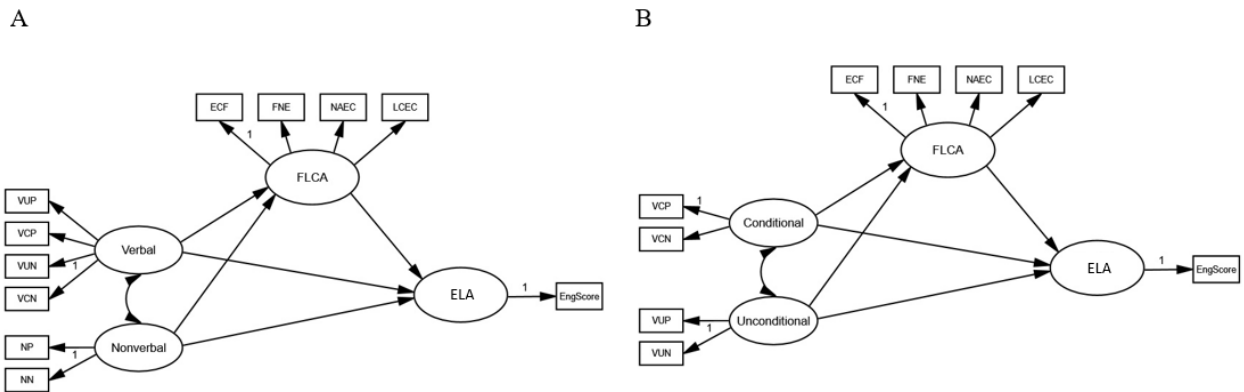 A
B
ECF FNE NAEC LCEC
1
FLCA
VUP
VCP
VUN
VCN
1
Verbal
NP
NN
1
Nonverbal
ELA
1
EngScore
ECF FNE NAEC LCEC
1
FLCA
VCP
VCN
1
Conditional
VUP
VUN
1
Unconditional
ELA
1
EngScore